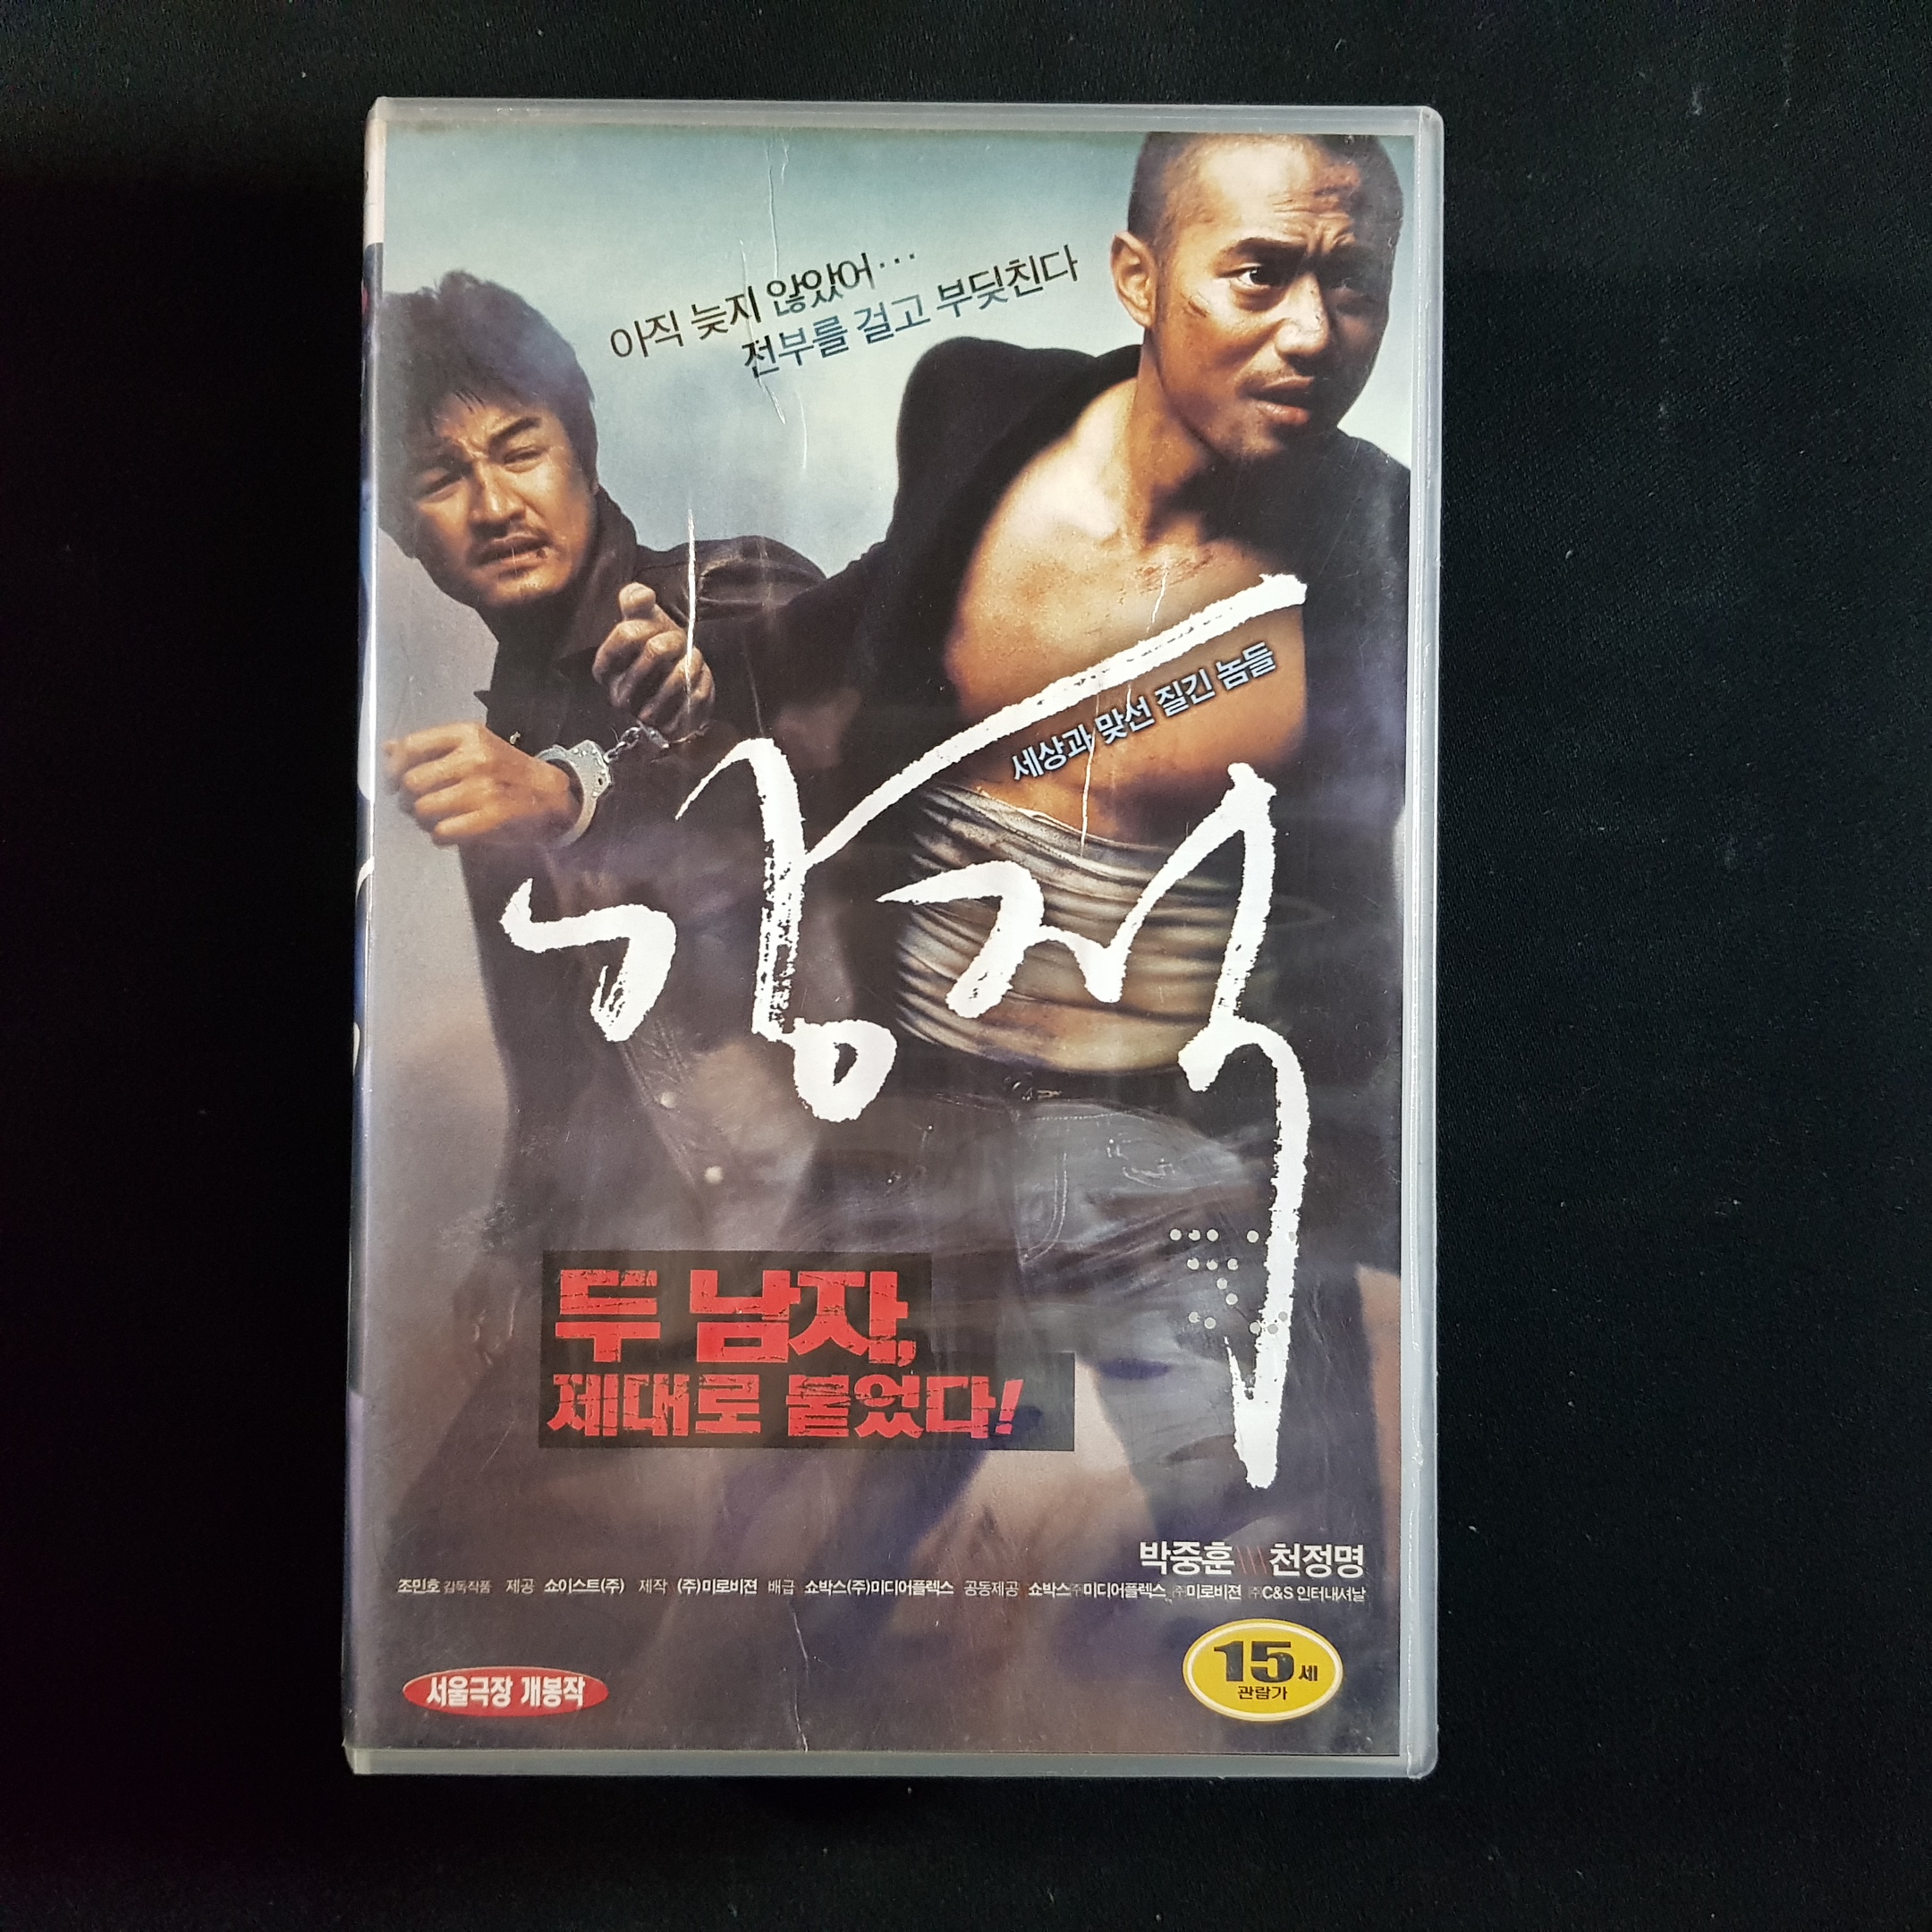 아직 늦지 않았어…
전부를 걸고 부딪친다
세상과 맞선 질긴 놈들
강적
두 남자,
제대로 붙었다!
박중훈 \\\ 천정명
조민호 감독작품 제공 쇼이스트(주) 제작 (주)미로비젼 배급 쇼박스(주)미디어플렉스 공동제공 쇼박스㈜미디어플렉스, ㈜미로비젼 ㈜C&S 인터내셔날
서울극장 개봉작
15세
관람가